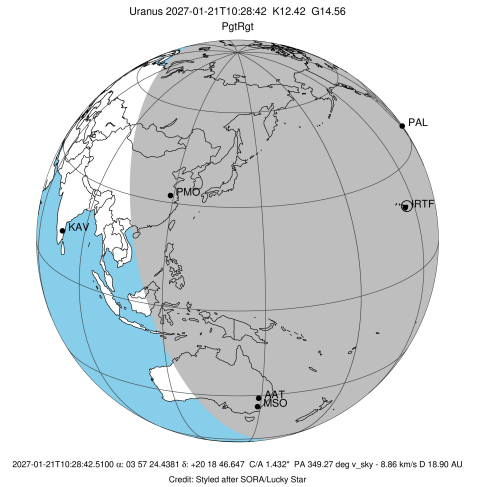 Uranus 2027-01-21T10:28:42 K12.42 G14.56
PgtRgt
PAL
PMO
IRTF
KAV
AAT
MSO
2027-01-21T10:28:42.5100 α: 03 57 24.4381 δ: +20 18 46.647 C/A 1.432" PA 349.27 deg v_sky - 8.86 km/s D 18.90 AU
Credit: Styled after SORA/Lucky Star